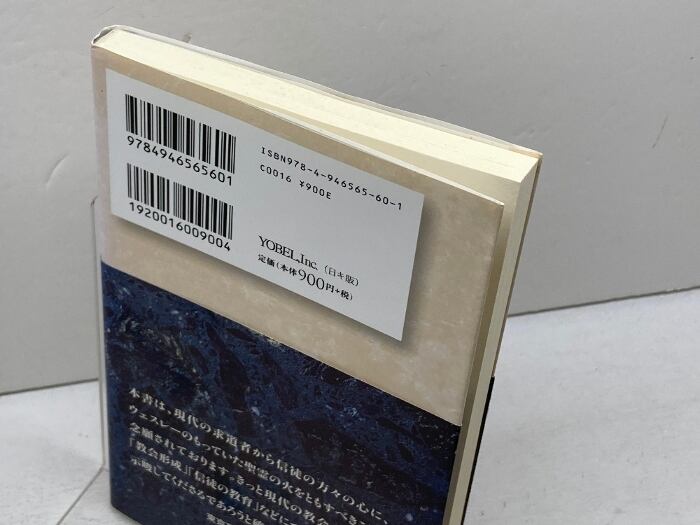 9784946565601
1920016009004
ISBN978-4-946565-60-1
C0016 ¥900E
YOBEL,Inc.（日キ販）
定価(本体900円+税)
本書は、現代の求道者から信徒の方々の心に、
ウェスレーのもっていた聖霊の火をともすべきと
念願されております。きっと現代の教会
「教会形成」「信徒の教育」などに
示唆してくださるであろうと